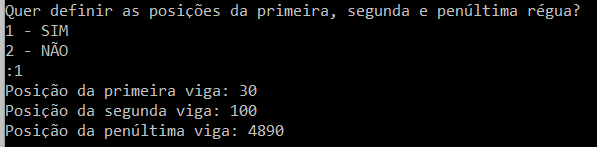 Quer definir as posições da primeira, segunda e penúltima régua?
1 - SIM
2 - NÃO
:1
Posição da primeira viga: 30
Posição da segunda viga: 100
Posição da penúltima viga: 4890